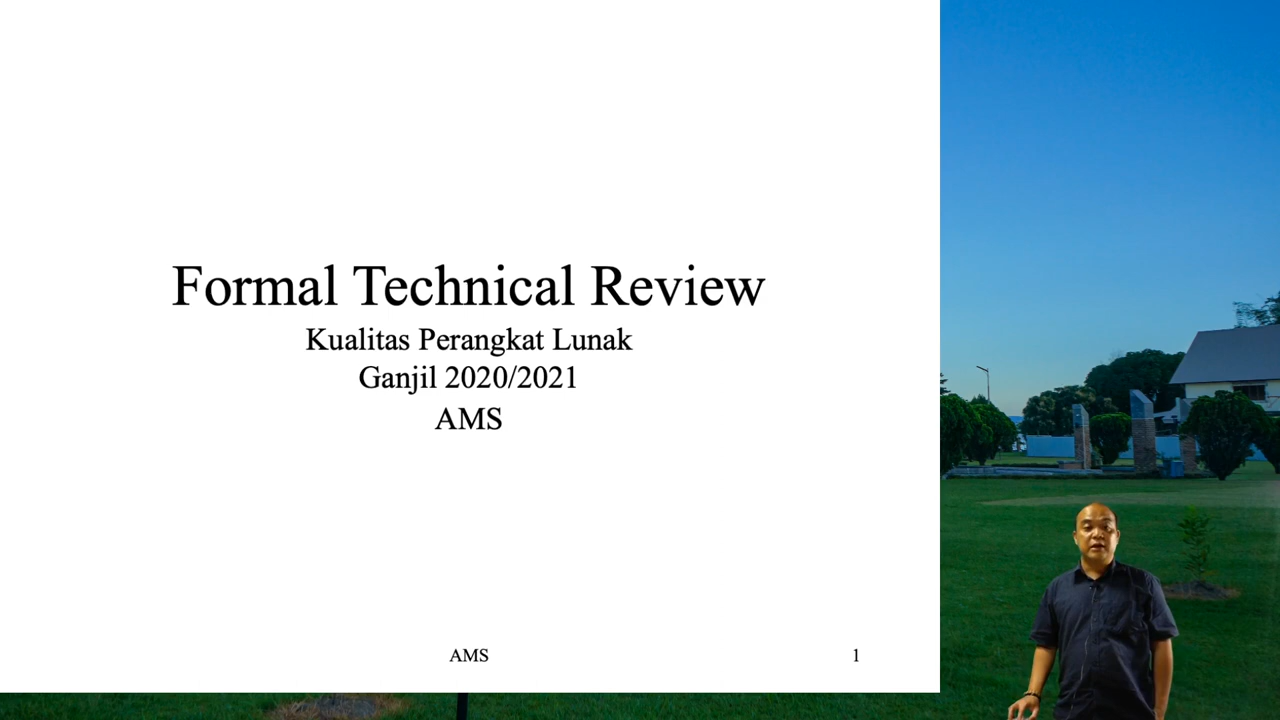 Formal Technical Review
Kualitas Perangkat Lunak
Ganjil 2020/2021
AMS
AMS
1